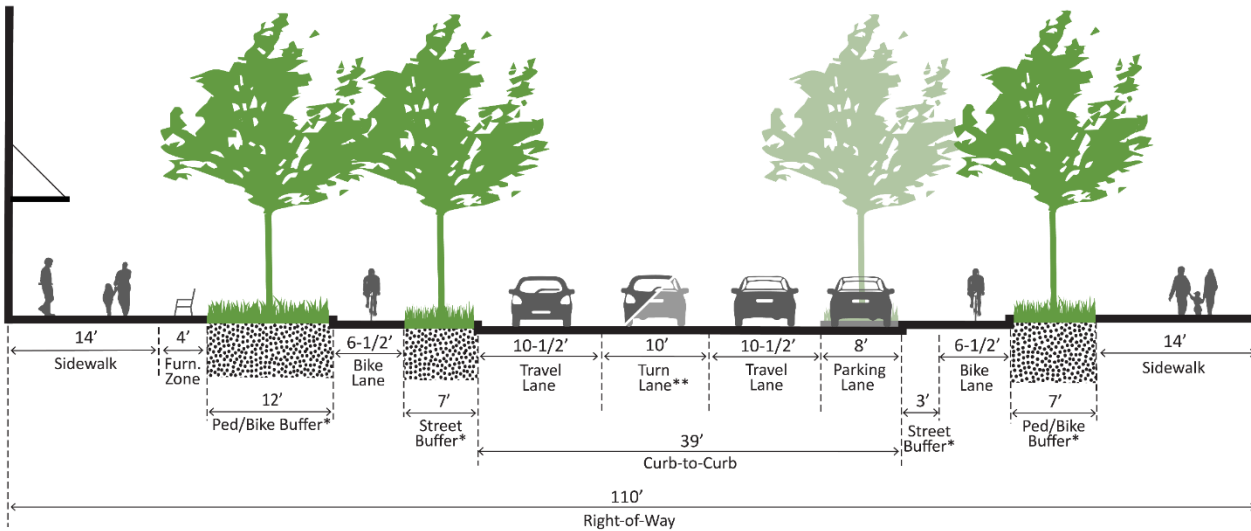 14’
Sidewalk
4’
Furn.
Zone
12’
Ped/Bike Buffer*
6-1/2’
Bike
Lane
7’
Street
Buffer*
10-1/2’
Travel
Lane
10’
Turn
Lane**
10-1/2’
Travel
Lane
8’
Parking
Lane
39’
Curb-to-Curb
3’
Street
Buffer*
6-1/2’
Bike
Lane
7’
Ped/Bike
Buffer*
14’
Sidewalk
110’
Right-of-Way